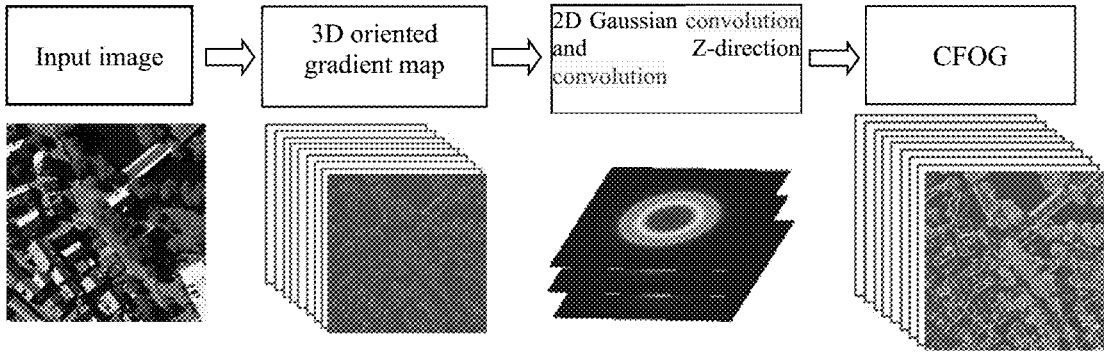 Input image
3D oriented
gradient map
2D Gaussian convolution
and Z-direction
convolution
CFOG